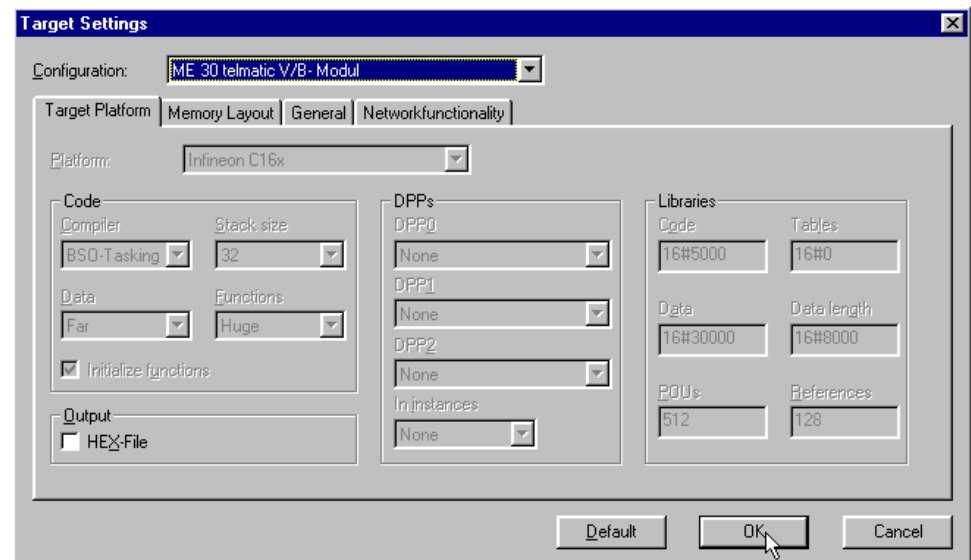 Target Settings
Configuration: ME 30 telmatic V/B- Modul
Target Platform Memory Layout General Networkfunctionality
Platform: Infineon C16x
Code
Compiler Stack size
BSO-Tasking 32
Data Functions
Far Huge
Initialize functions
Output
HEX-File
DPPs
DPP0
None
DPP1
None
DPP2
None
In instances
None
Libraries
Code Tables
16#5000 16#0
Data Data length
16#30000 16#8000
POUs References
512 128
Default OK Cancel